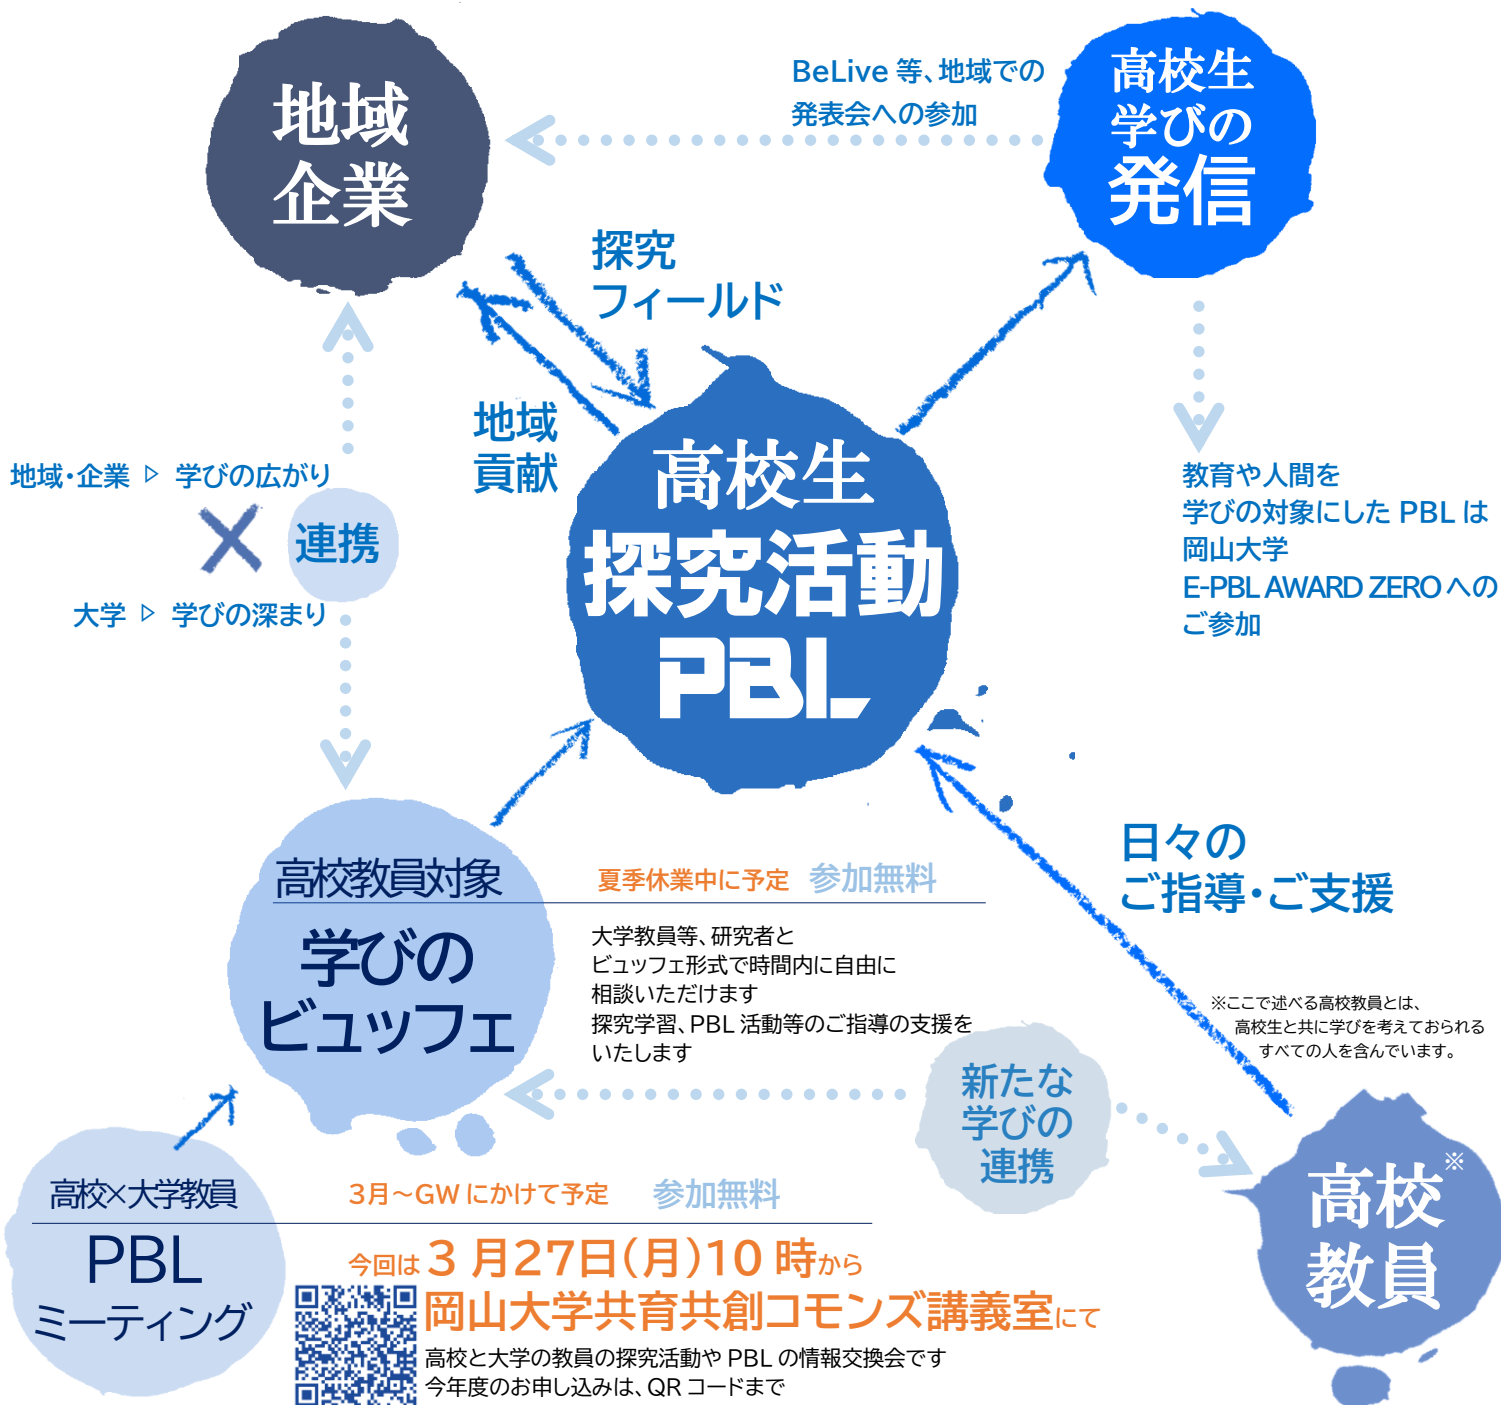 地域
企業
BeLive 等、地域での
発表会への参加
高校生
学びの
発信
探究
フィールド
地域
貢献
地域・企業 ▷ 学びの広がり
×
連携
大学 ▷ 学びの深まり
高校生
探究活動
PBL
教育や人間を
学びの対象にした PBL は
岡山大学
E-PBL AWARD ZEROへの
ご参加
日々の
ご指導・ご支援
高校教員対象
学びの
ビュッフェ
夏季休業中に予定 参加無料
大学教員等、研究者と
ビュッフェ形式で時間内に自由に
相談いただけます
探究学習、PBL 活動等のご指導の支援を
いたします
※ここで述べる高校教員とは、
高校生と共に学びを考えておられる
すべての人を含んでいます。
新たな
学びの
連携
高校※
教員
高校×大学教員
PBL
ミーティング
3月～GW にかけて予定 参加無料
今回は 3 月27日(月)10 時から
岡山大学共育共創コモンズ講義室にて
高校と大学の教員の探究活動や PBL の情報交換会です
今年度のお申し込みは、QR コードまで